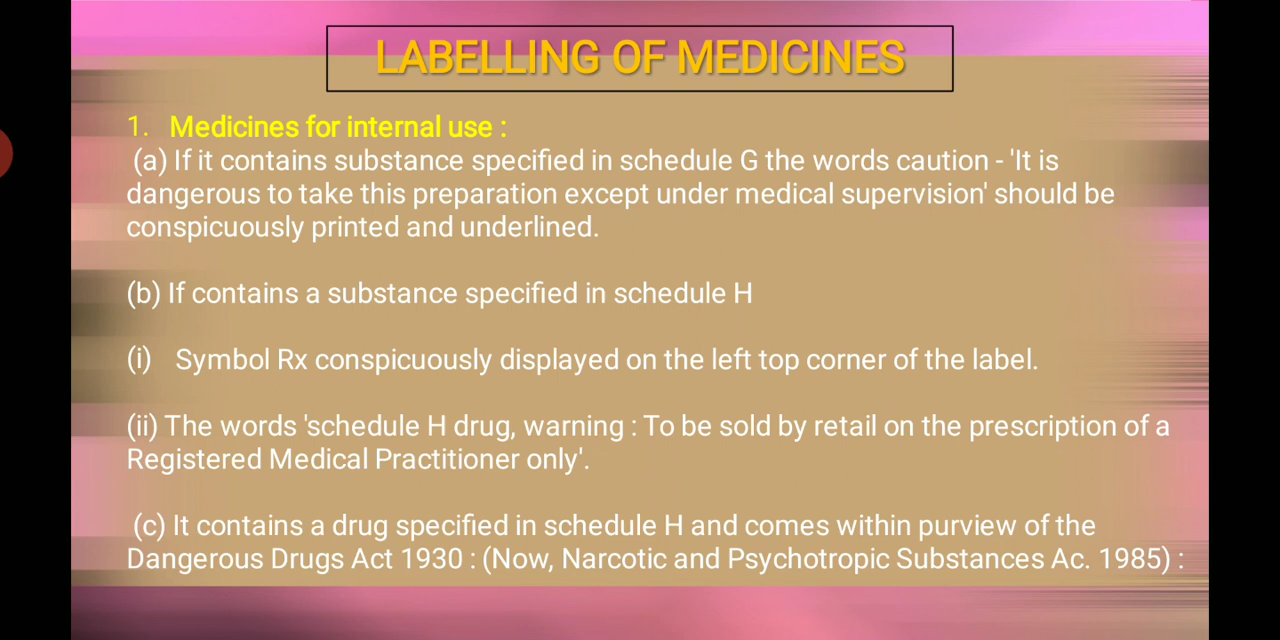 LABELLING OF MEDICINES
1. Medicines for internal use :
(a) If it contains substance specified in schedule G the words caution - 'It is
dangerous to take this preparation except under medical supervision' should be
conspicuously printed and underlined.
(b) If contains a substance specified in schedule H
(i) Symbol Rx conspicuously displayed on the left top corner of the label.
(ii) The words 'schedule H drug, warning : To be sold by retail on the prescription of a
Registered Medical Practitioner only'.
(c) It contains a drug specified in schedule H and comes within purview of the
Dangerous Drugs Act 1930 : (Now, Narcotic and Psychotropic Substances Ac. 1985) :